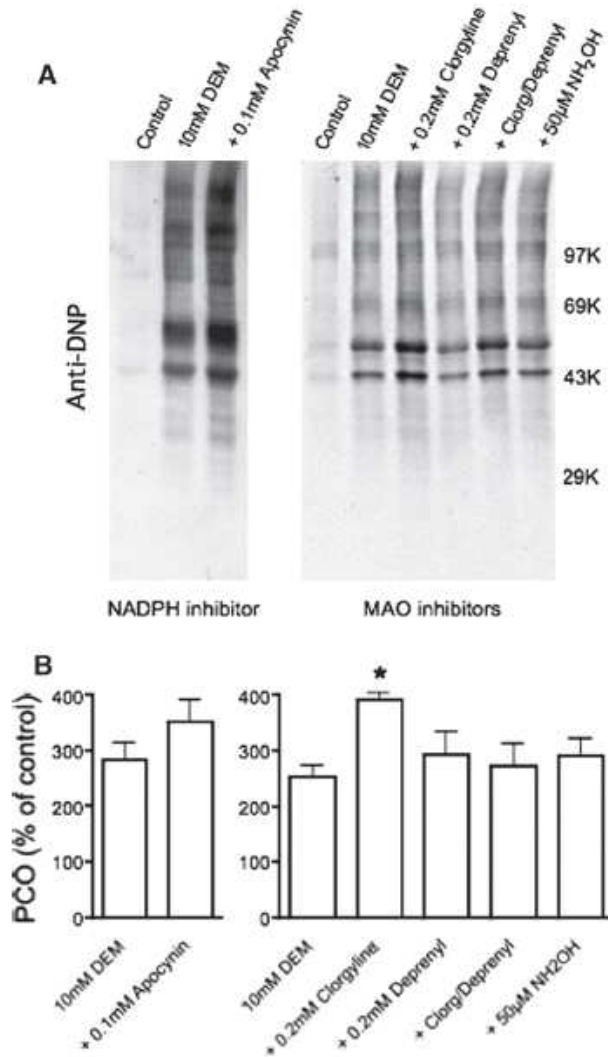 A
Control
10mM DEM
+ 0.1mM Apocynin
Control
10mM DEM
+ 0.2mM Clorgyline
+ 0.2mM Deprenyl
+ Clorg/Deprenyl
+ 50µM NH2OH
Anti-DNP
97K
69K
43K
29K
NADPH inhibitor
MAO inhibitors
B
PCO (% of control)
400
300
200
100
0
10mM DEM
+ 0.1mM Apocynin
*
400
300
200
100
0
10mM DEM
+ 0.2mM Clorgyline
+ 0.2mM Deprenyl
+ Clorg/Deprenyl
+ 50µM NH2OH